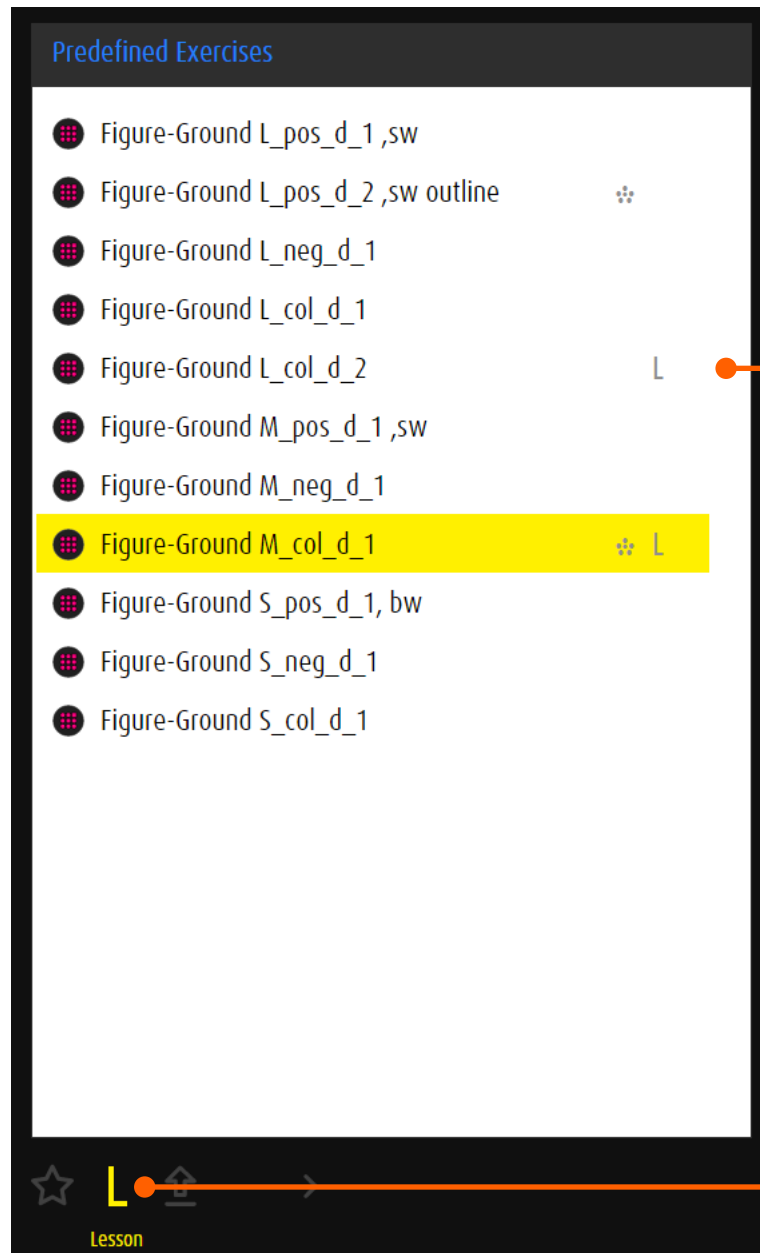 Predefined Exercises
Figure-Ground L_pos_d_1 ,sw
Figure-Ground L_pos_d_2 ,sw outline
Figure-Ground L_neg_d_1
Figure-Ground L_col_d_1
Figure-Ground L_col_d_2 L
Figure-Ground M_pos_d_1 ,sw
Figure-Ground M_neg_d_1
Figure-Ground M_col_d_1 L
Figure-Ground S_pos_d_1, bw
Figure-Ground S_neg_d_1
Figure-Ground S_col_d_1
L
Lesson